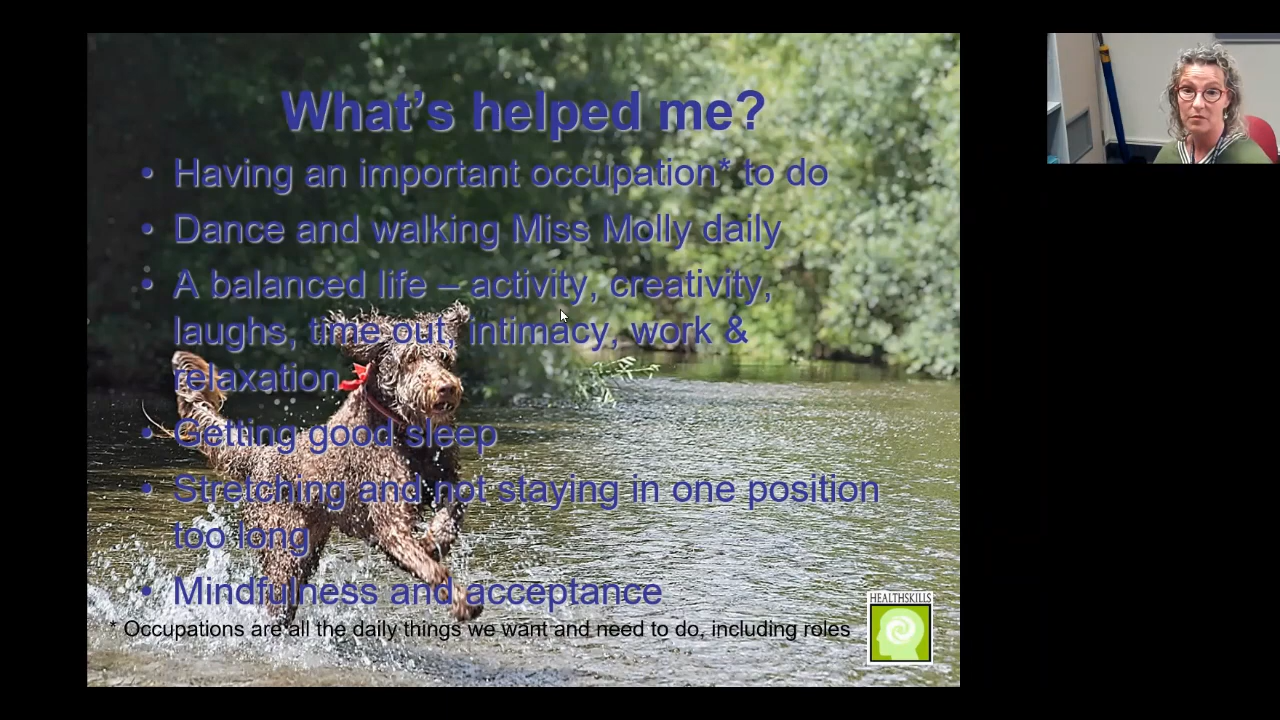 What’s helped me?
• Having an important occupation* to do
• Dance and walking Miss Molly daily
• A balanced life – activity, creativity,
laughs, time out, intimacy, work &
relaxation
• Getting good sleep
• Stretching and not staying in one position
too long
• Mindfulness and acceptance
* Occupations are all the daily things we want and need to do, including roles
HEALTHSKILLS